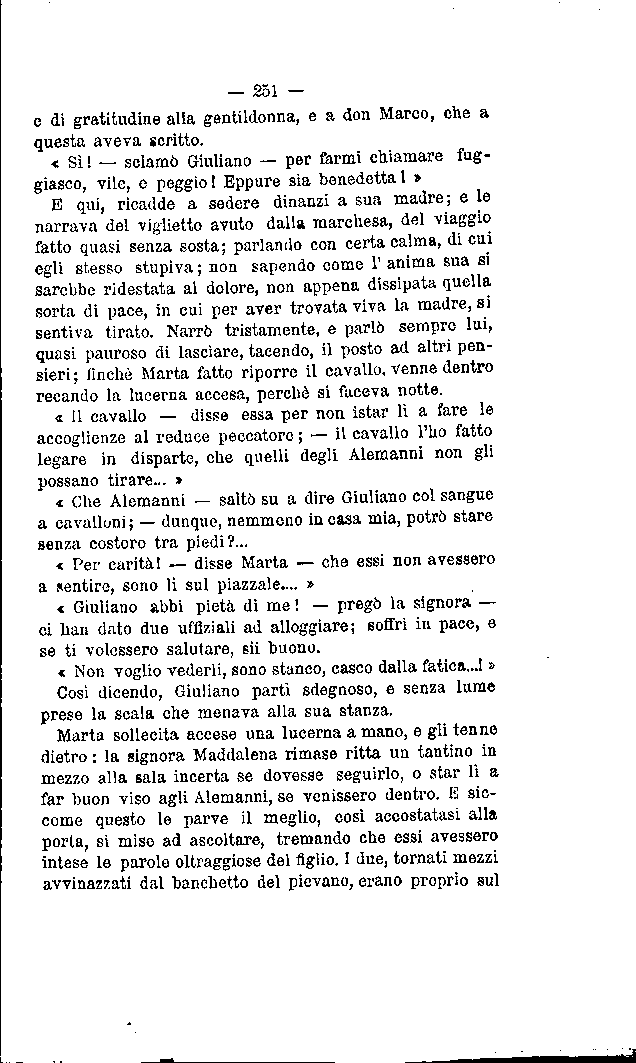 — 251 —
e di gratitudine alla gentildonna, e a don Marco, che a
questa aveva scritto.
« Sì! — sclamò Giuliano — per farmi chiamare fug-
giasco, vile, e peggio! Eppure sia benedetta! »
E qui, ricadde a sedere dinanzi a sua madre; e le
narrava del viglietto avuto dalla marchesa, del viaggio
fatto quasi senza sosta; parlando con certa calma, di cui
egli stesso stupiva; non sapendo come l' anima sua si
sarebbe ridestata al dolore, non appena dissipata quella
sorta di pace, in cui per aver trovata viva la madre, si
sentiva tirato. Narrò tristamente, e parlò sempre lui,
quasi pauroso di lasciare, tacendo, il posto ad altri pen-
sieri; finchè Marta fatto riporre il cavallo, venne dentro
recando la lucerna accesa, perchè si faceva notte.
« Il cavallo — disse essa per non istar lì a fare le
accoglienze al reduce peccatore; — il cavallo l'ho fatto
legare in disparte, che quelli degli Alemanni non gli
possano tirare... »
« Che Alemanni — saltò su a dire Giuliano col sangue
a cavalloni; — dunque, nemmeno in casa mia, potrò stare
senza costoro tra piedi?...
« Per carità! — disse Marta — che essi non avessero
a sentire, sono lì sul piazzale.... »
« Giuliano abbi pietà di me! — pregò la signora —
ci han dato due uffiziali ad alloggiare; soffri in pace, e
se ti volessero salutare, sii buono.
« Non voglio vederli, sono stanco, casco dalla fatica...! »
Così dicendo, Giuliano partì sdegnoso, e senza lume
prese la scala che menava alla sua stanza.
Marta sollecita accese una lucerna a mano, e gli tenne
dietro: la signora Maddalena rimase ritta un tantino in
mezzo alla sala incerta se dovesse seguirlo, o star lì a
far buon viso agli Alemanni, se venissero dentro. E sic-
come questo le parve il meglio, così accostatasi alla
porta, si mise ad ascoltare, tremando che essi avessero
intese le parole oltraggiose del figlio. I due, tornati mezzi
avvinazzati dal banchetto del pievano, erano proprio sul